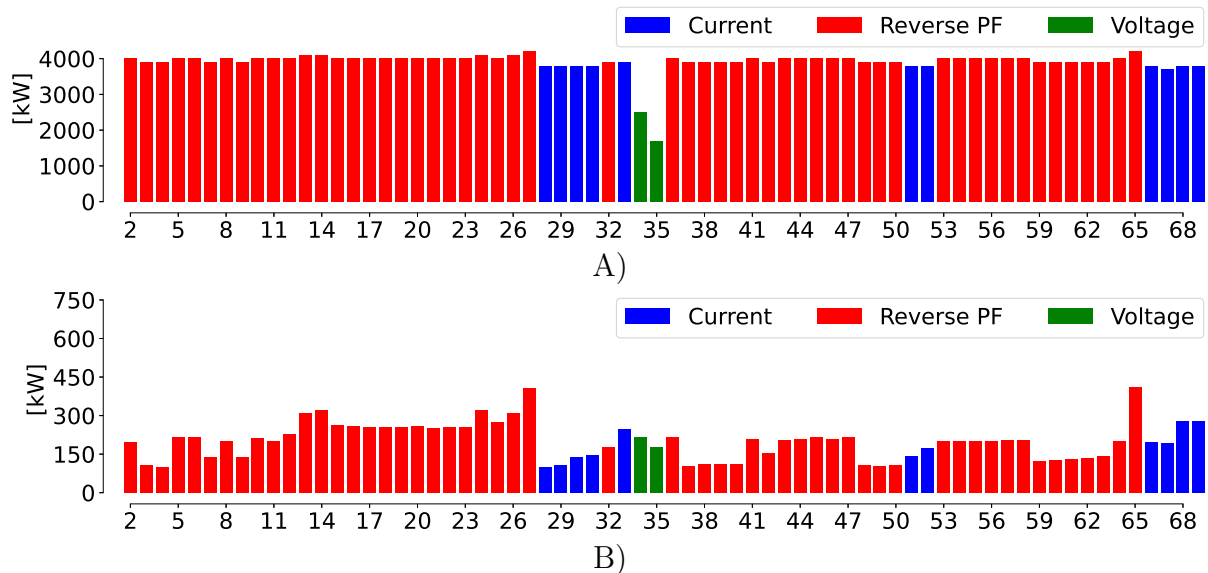 Current Reverse PF Voltage
4000
3000
2000
1000
0
[kW]
2 5 8 11 14 17 20 23 26 29 32 35 38 41 44 47 50 53 56 59 62 65 68
A)
Current Reverse PF Voltage
750
600
450
300
150
0
[kW]
2 5 8 11 14 17 20 23 26 29 32 35 38 41 44 47 50 53 56 59 62 65 68
B)